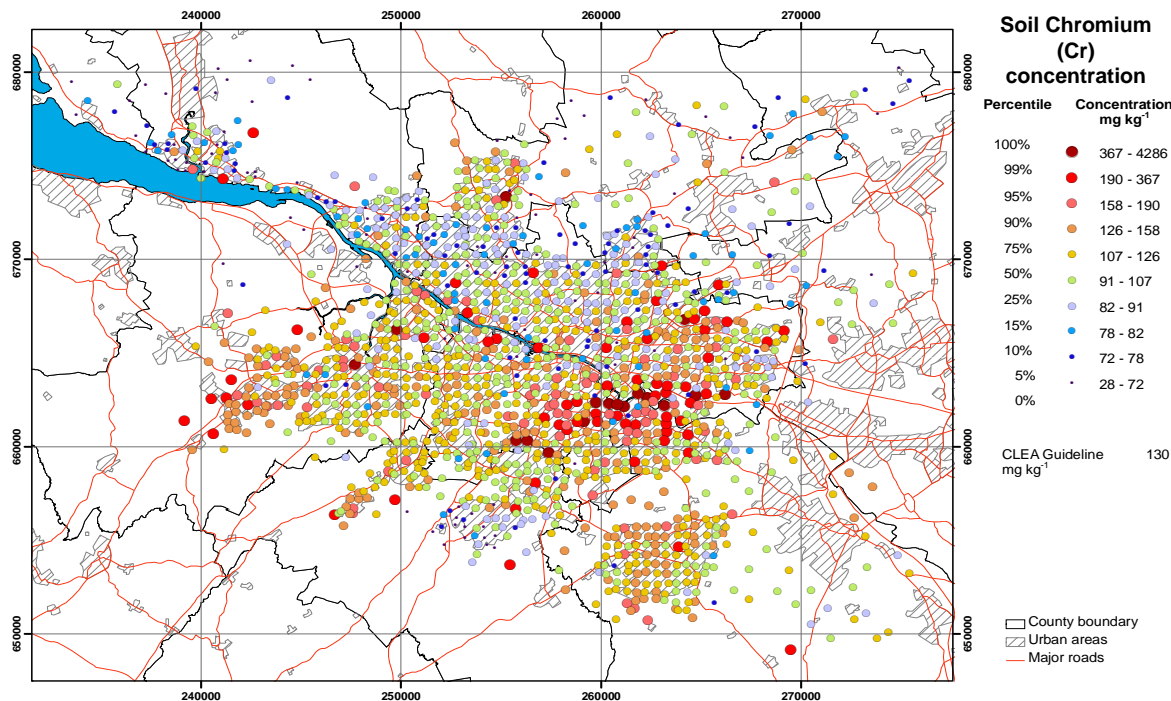 240000
250000
260000
270000
680000
670000
660000
650000
680000
670000
660000
650000
240000
250000
260000
270000
Soil Chromium
(Cr)
concentration
Percentile Concentration
mg kg-1
100%
367 - 4286
99%
190 - 367
95%
158 - 190
90%
126 - 158
75%
107 - 126
50%
91 - 107
25%
82 - 91
15%
78 - 82
10%
72 - 78
5%
28 - 72
0%
CLEA Guideline 130
mg kg-1
County boundary
Urban areas
Major roads